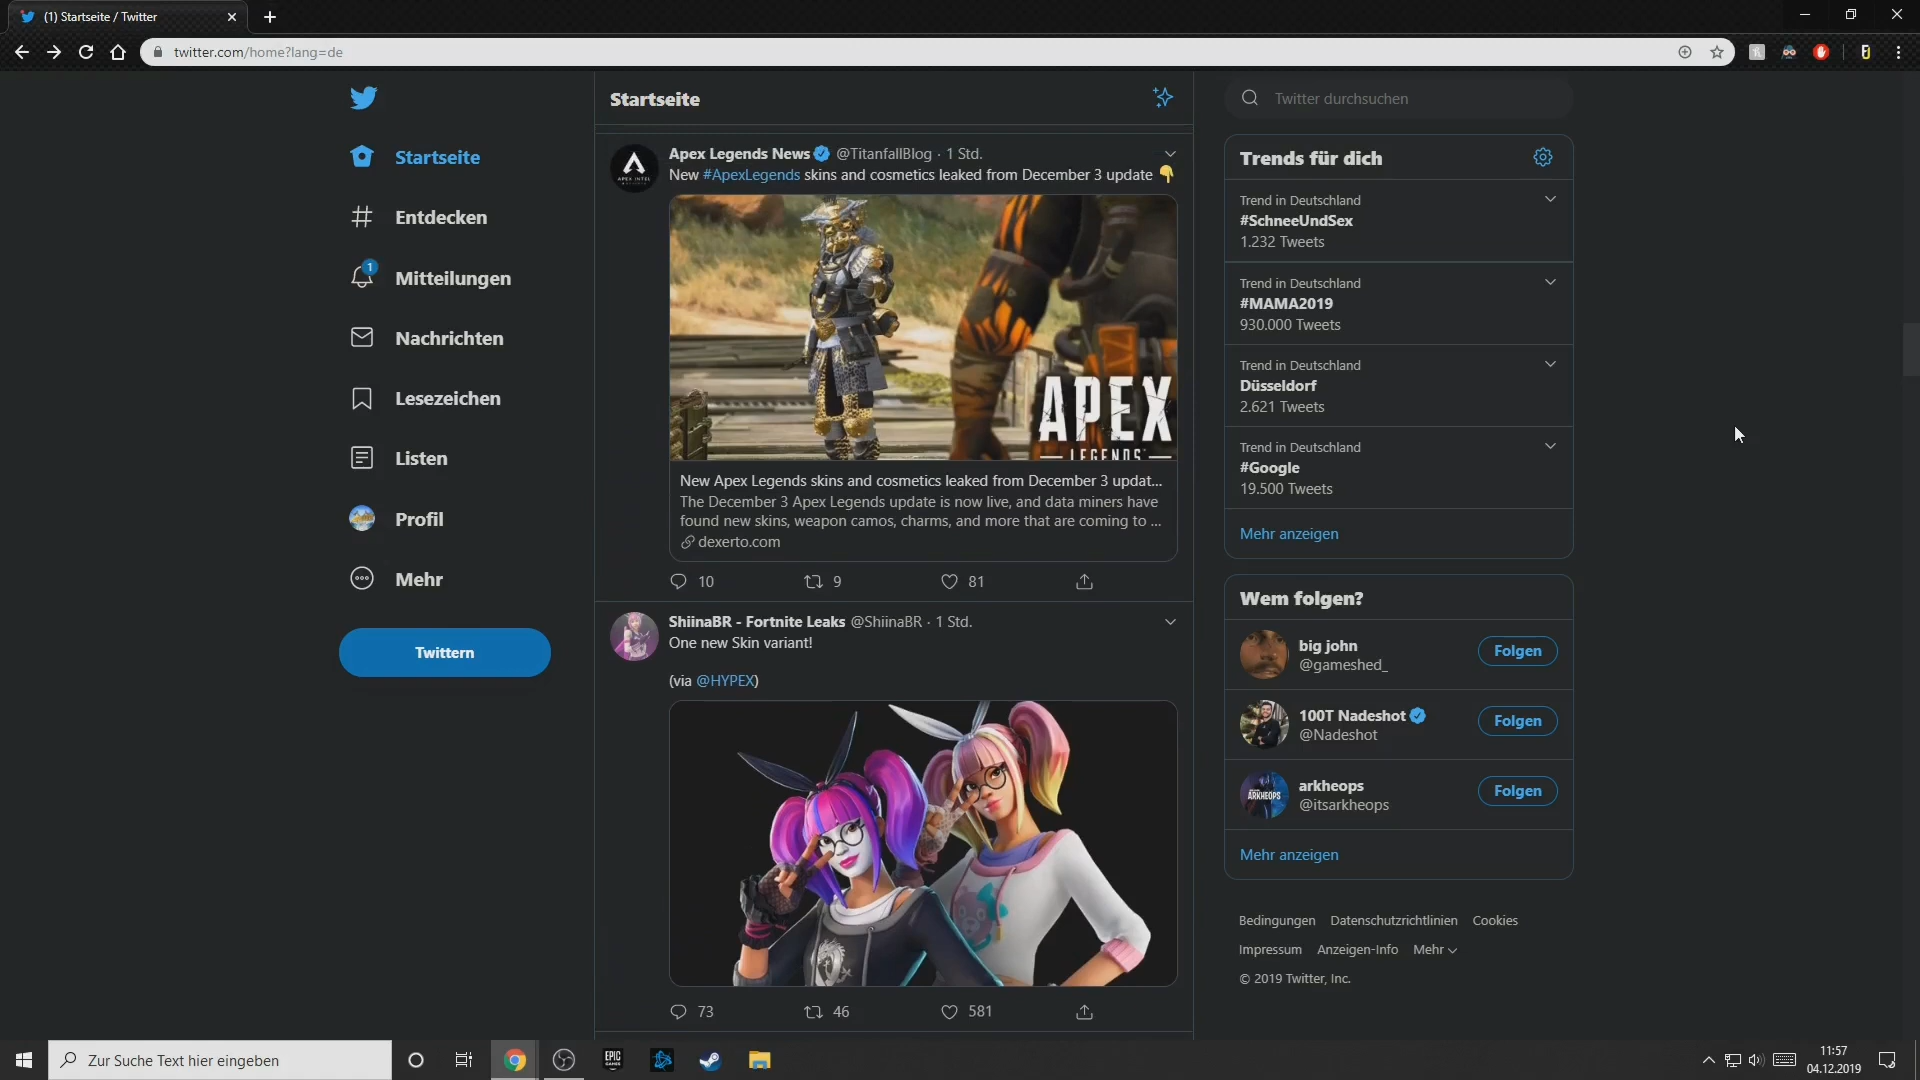 (1) Startseite / Twitter
twitter.com/home?lang=de
Startseite
Entdecken
1
Mitteilungen
Nachrichten
Lesezeichen
Listen
Profil
Mehr
Twittern
Startseite
Apex Legends News @TitanfallBlog · 1 Std.
New #ApexLegends skins and cosmetics leaked from December 3 update
APEX
LEGENDS
New Apex Legends skins and cosmetics leaked from December 3 updat...
The December 3 Apex Legends update is now live, and data miners have
found new skins, weapon camos, charms, and more that are coming to ...
dexerto.com
10 9 81
ShiinaBR - Fortnite Leaks @ShiinaBR · 1 Std.
One new Skin variant!
(via @HYPEX)
73 46 581
Twitter durchsuchen
Trends für dich
Trend in Deutschland
#SchneeUndSex
1.232 Tweets
Trend in Deutschland
#MAMA2019
930.000 Tweets
Trend in Deutschland
Düsseldorf
2.621 Tweets
Trend in Deutschland
#Google
19.500 Tweets
Mehr anzeigen
Wem folgen?
big john
@gameshed_
Folgen
100T Nadeshot
@Nadeshot
Folgen
ARKHEOPS
arkheops
@itsarkheops
Folgen
Mehr anzeigen
Bedingungen Datenschutzrichtlinien Cookies
Impressum Anzeigen-Info Mehr
© 2019 Twitter, Inc.
Zur Suche Text hier eingeben
EPIC
GAMES
11:57
04.12.2019